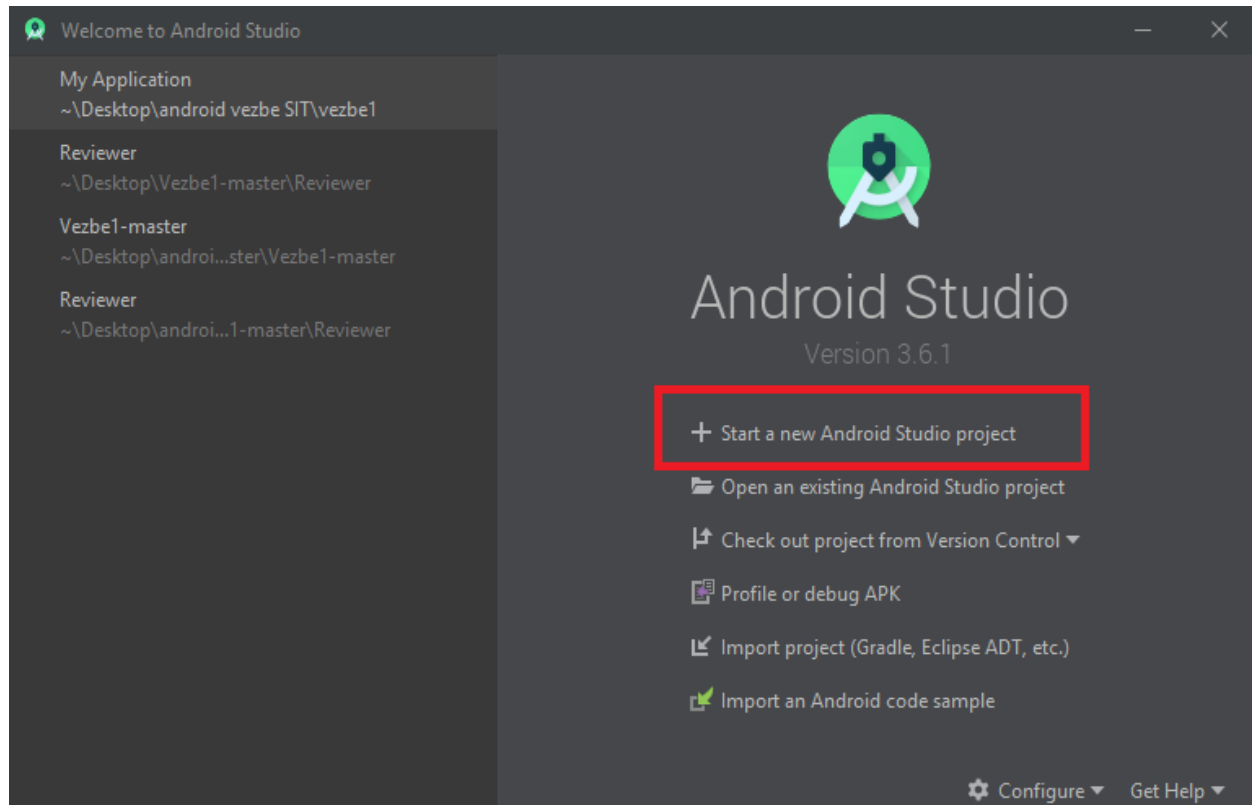 Welcome to Android Studio
My Application
~\Desktop\android vezbe SIT\vezbe1
Reviewer
~\Desktop\Vezbe1-master\Reviewer
Vezbe1-master
~\Desktop\androi...ster\Vezbe1-master
Reviewer
~\Desktop\androi...1-master\Reviewer
Android Studio
Version 3.6.1
Start a new Android Studio project
Open an existing Android Studio project
Check out project from Version Control
Profile or debug APK
Import project (Gradle, Eclipse ADT, etc.)
Import an Android code sample
Configure Get Help